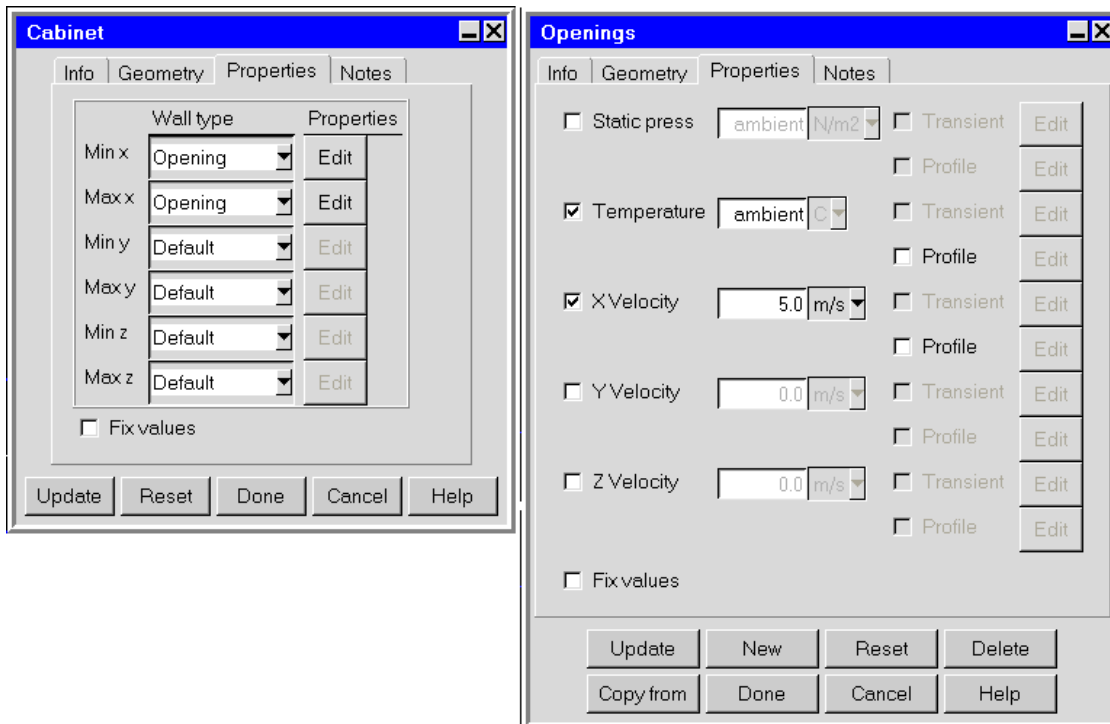 Cabinet
Info Geometry Properties Notes
Wall type Properties
Min x Opening Edit
Max x Opening Edit
Min y Default Edit
Max y Default Edit
Min z Default Edit
Max z Default Edit
Fix values
Update Reset Done Cancel Help
Openings
Info Geometry Properties Notes
Static press ambient N/m2 Transient Edit
Profile Edit
Temperature ambient C Transient Edit
Profile Edit
X Velocity 5.0 m/s Transient Edit
Profile Edit
Y Velocity 0.0 m/s Transient Edit
Profile Edit
Z Velocity 0.0 m/s Transient Edit
Profile Edit
Fix values
Update New Reset Delete
Copy from Done Cancel Help